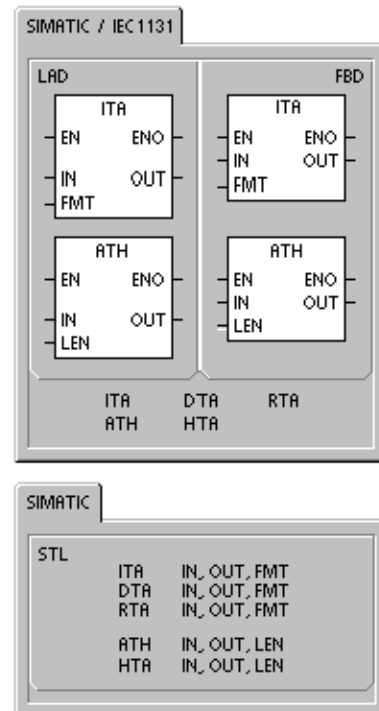 SIMATIC / IEC1131
LAD FBD
ITA ITA
EN ENO EN ENO
IN OUT IN OUT
FMT FMT
ATH ATH
EN ENO EN ENO
IN OUT IN OUT
LEN LEN
ITA DTA RTA
ATH HTA
SIMATIC
STL
ITA IN, OUT, FMT
DTA IN, OUT, FMT
RTA IN, OUT, FMT
ATH IN, OUT, LEN
HTA IN, OUT, LEN